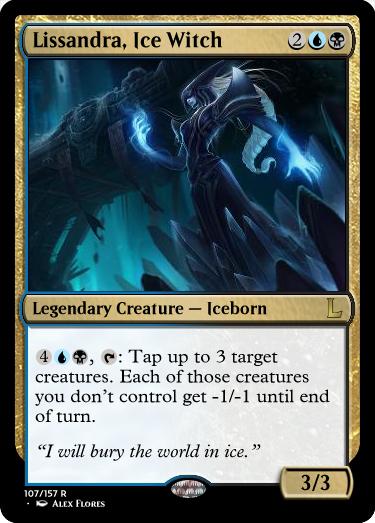 Lissandra, Ice Witch 2
Legendary Creature — Iceborn L
4, : Tap up to 3 target
creatures. Each of those creatures
you don't control get -1/-1 until end
of turn.
“I will bury the world in ice.”
3/3
107/157 R
· Alex Flores